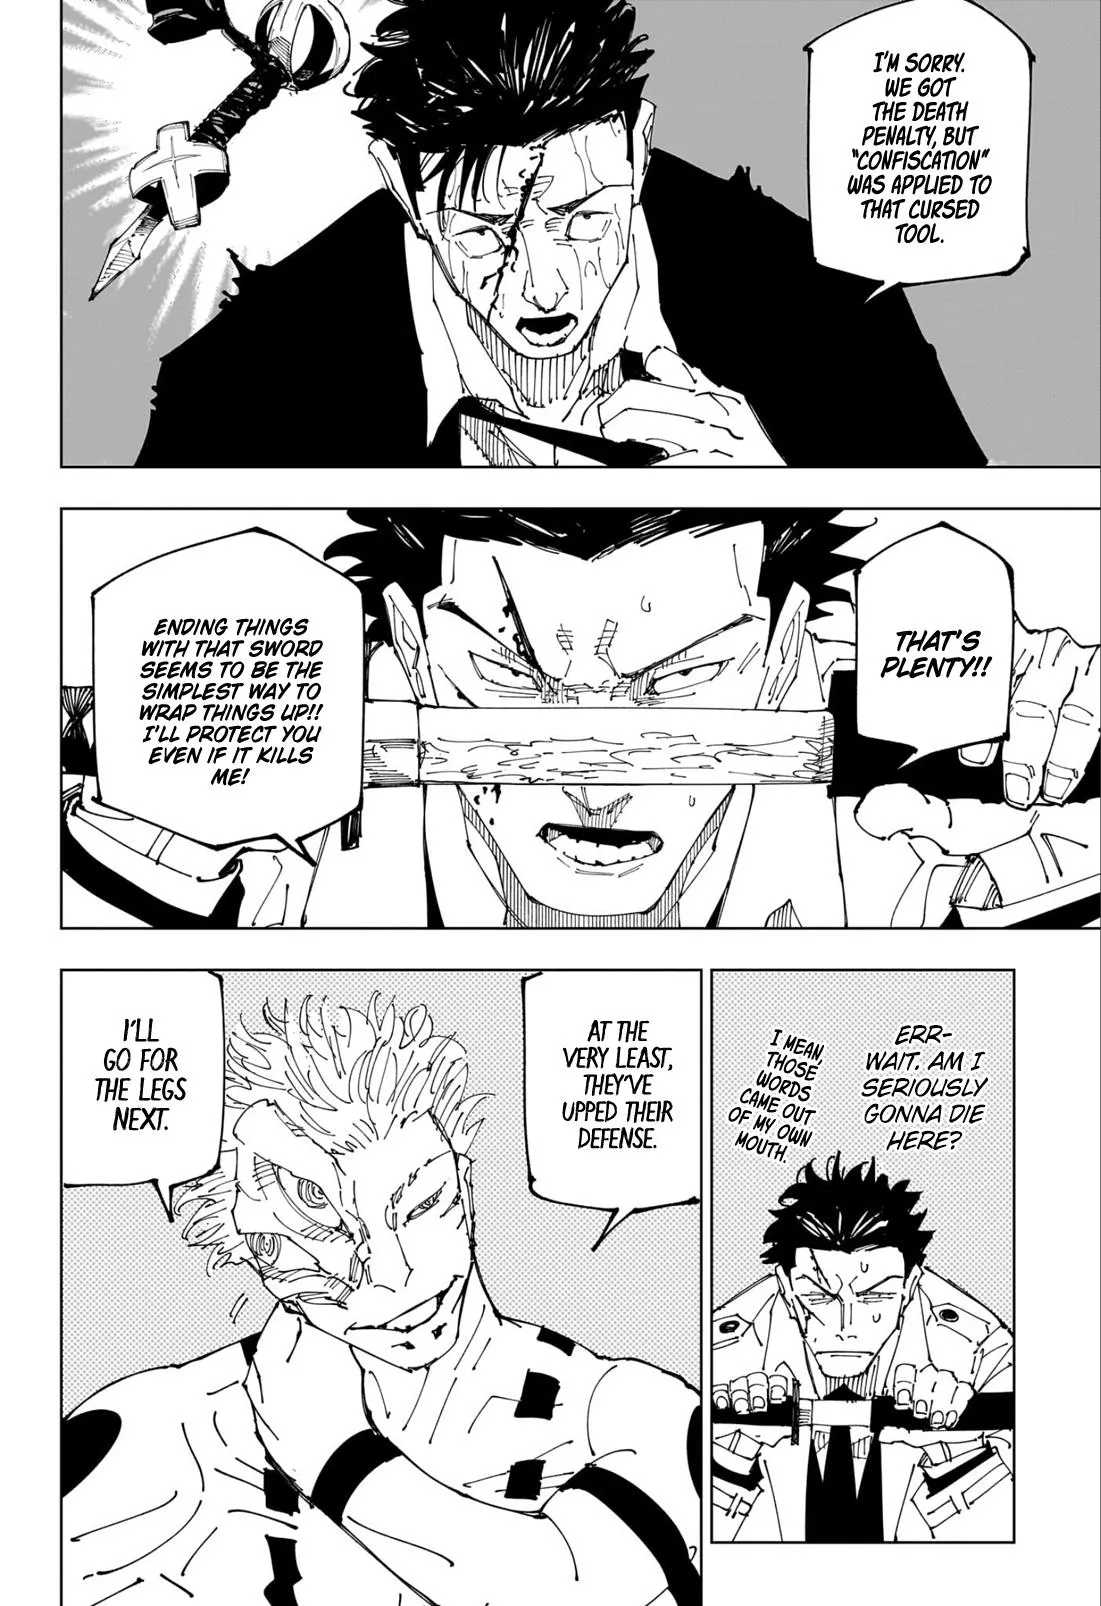 I'M SORRY.
WE GOT
THE DEATH
PENALTY, BUT
"CONFISCATION"
WAS APPLIED TO
THAT CURSED
TOOL.
THAT'S
PLENTY!!
ENDING THINGS
WITH THAT SWORD
SEEMS TO BE THE
SIMPLEST WAY TO
WRAP THINGS UP!!
I'LL PROTECT YOU
EVEN IF IT KILLS
ME!
ERR-
WAIT. AM I
SERIOUSLY
GONNA DIE
HERE?
I MEAN,
THOSE
WORDS
CAME OUT
OF MY OWN
MOUTH.
AT THE
VERY LEAST,
THEY'VE
UPPED THEIR
DEFENSE.
I'LL
GO FOR
THE LEGS
NEXT.